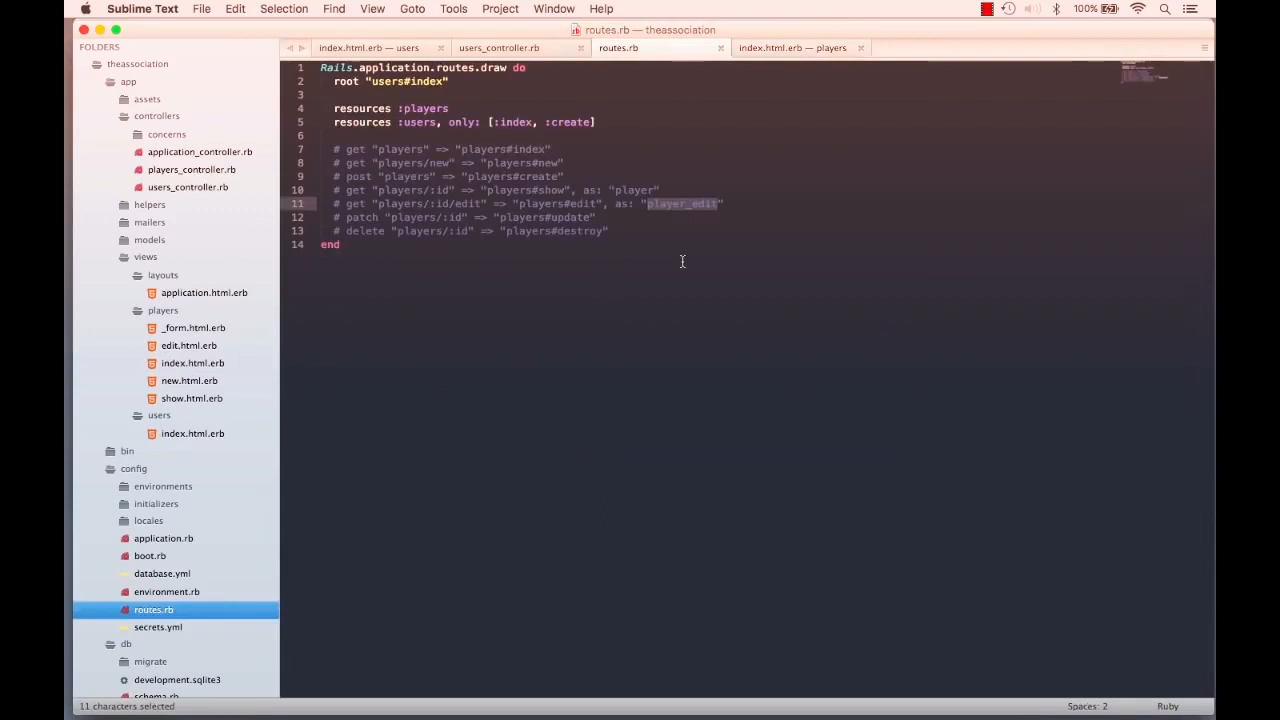 Sublime Text File Edit Selection Find View Goto Tools Project Window Help 100%
routes.rb — theassociation
FOLDERS
theassociation
app
assets
controllers
concerns
application_controller.rb
players_controller.rb
users_controller.rb
helpers
mailers
models
views
layouts
application.html.erb
players
_form.html.erb
edit.html.erb
index.html.erb
new.html.erb
show.html.erb
users
index.html.erb
bin
config
environments
initializers
locales
application.rb
boot.rb
database.yml
environment.rb
routes.rb
secrets.yml
db
migrate
development.sqlite3
schema.rb
index.html.erb — users users_controller.rb routes.rb index.html.erb — players
1 Rails.application.routes.draw do
2 root "users#index"
3
4 resources :players
5 resources :users, only: [:index, :create]
6
7 # get "players" => "players#index"
8 # get "players/new" => "players#new"
9 # post "players" => "players#create"
10 # get "players/:id" => "players#show", as: "player"
11 # get "players/:id/edit" => "players#edit", as: "player_edit"
12 # patch "players/:id" => "players#update"
13 # delete "players/:id" => "players#destroy"
14 end
11 characters selected Spaces: 2 Ruby